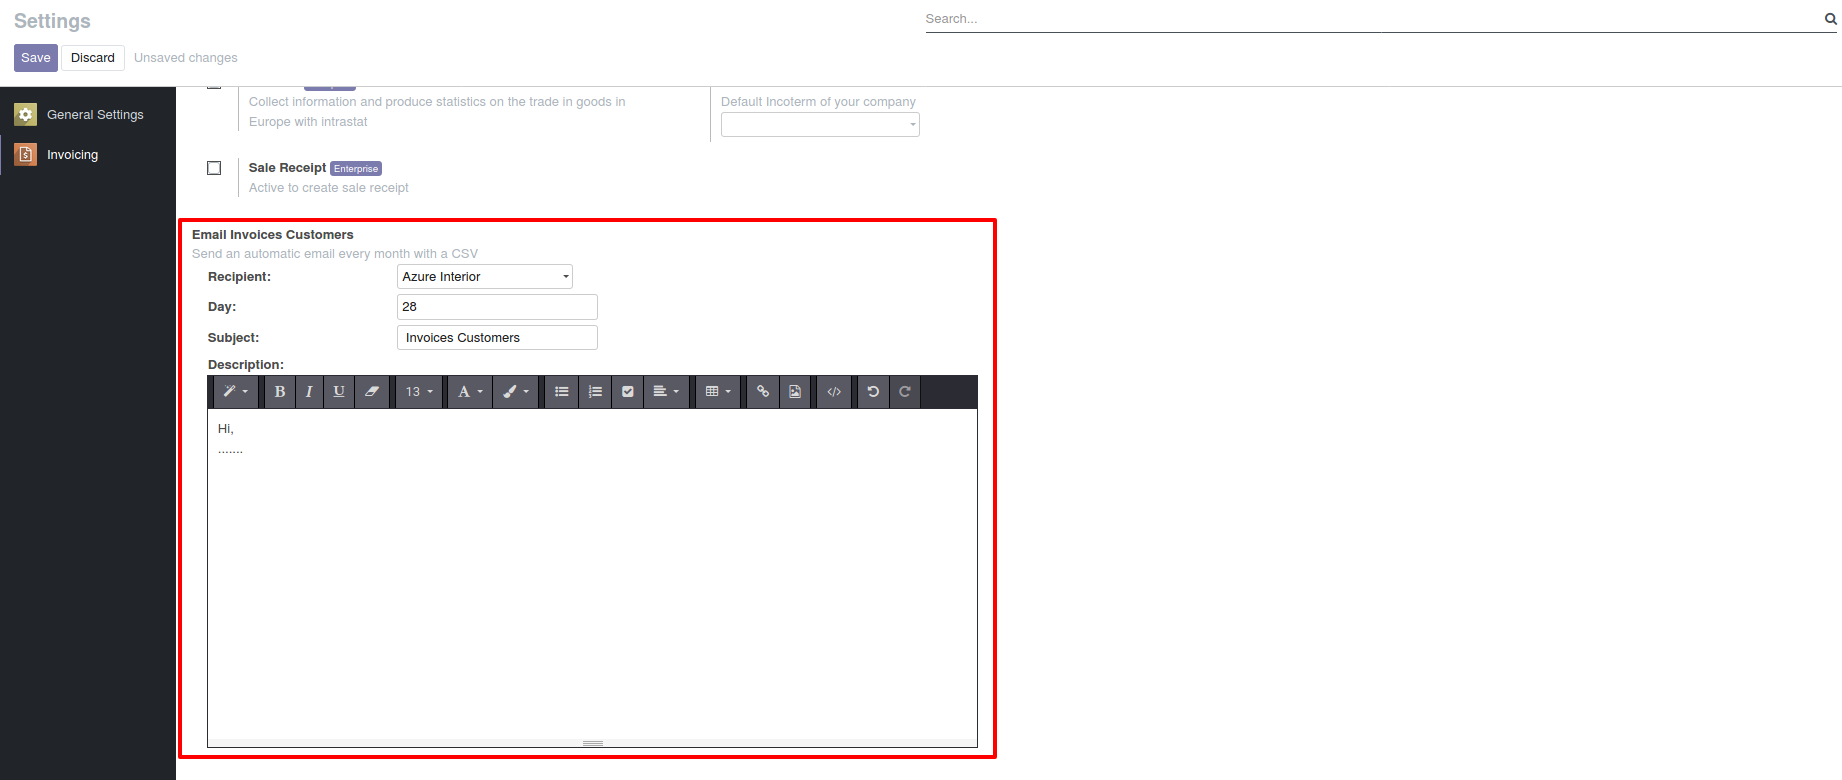 Settings
Search...
Save Discard Unsaved changes
General Settings
Invoicing
Collect information and produce statistics on the trade in goods in
Europe with intrastat
Default Incoterm of your company
Sale Receipt Enterprise
Active to create sale receipt
Email Invoices Customers
Send an automatic email every month with a CSV
Recipient: Azure Interior
Day: 28
Subject: Invoices Customers
Description:
B I U 13 A </>
Hi,
.......